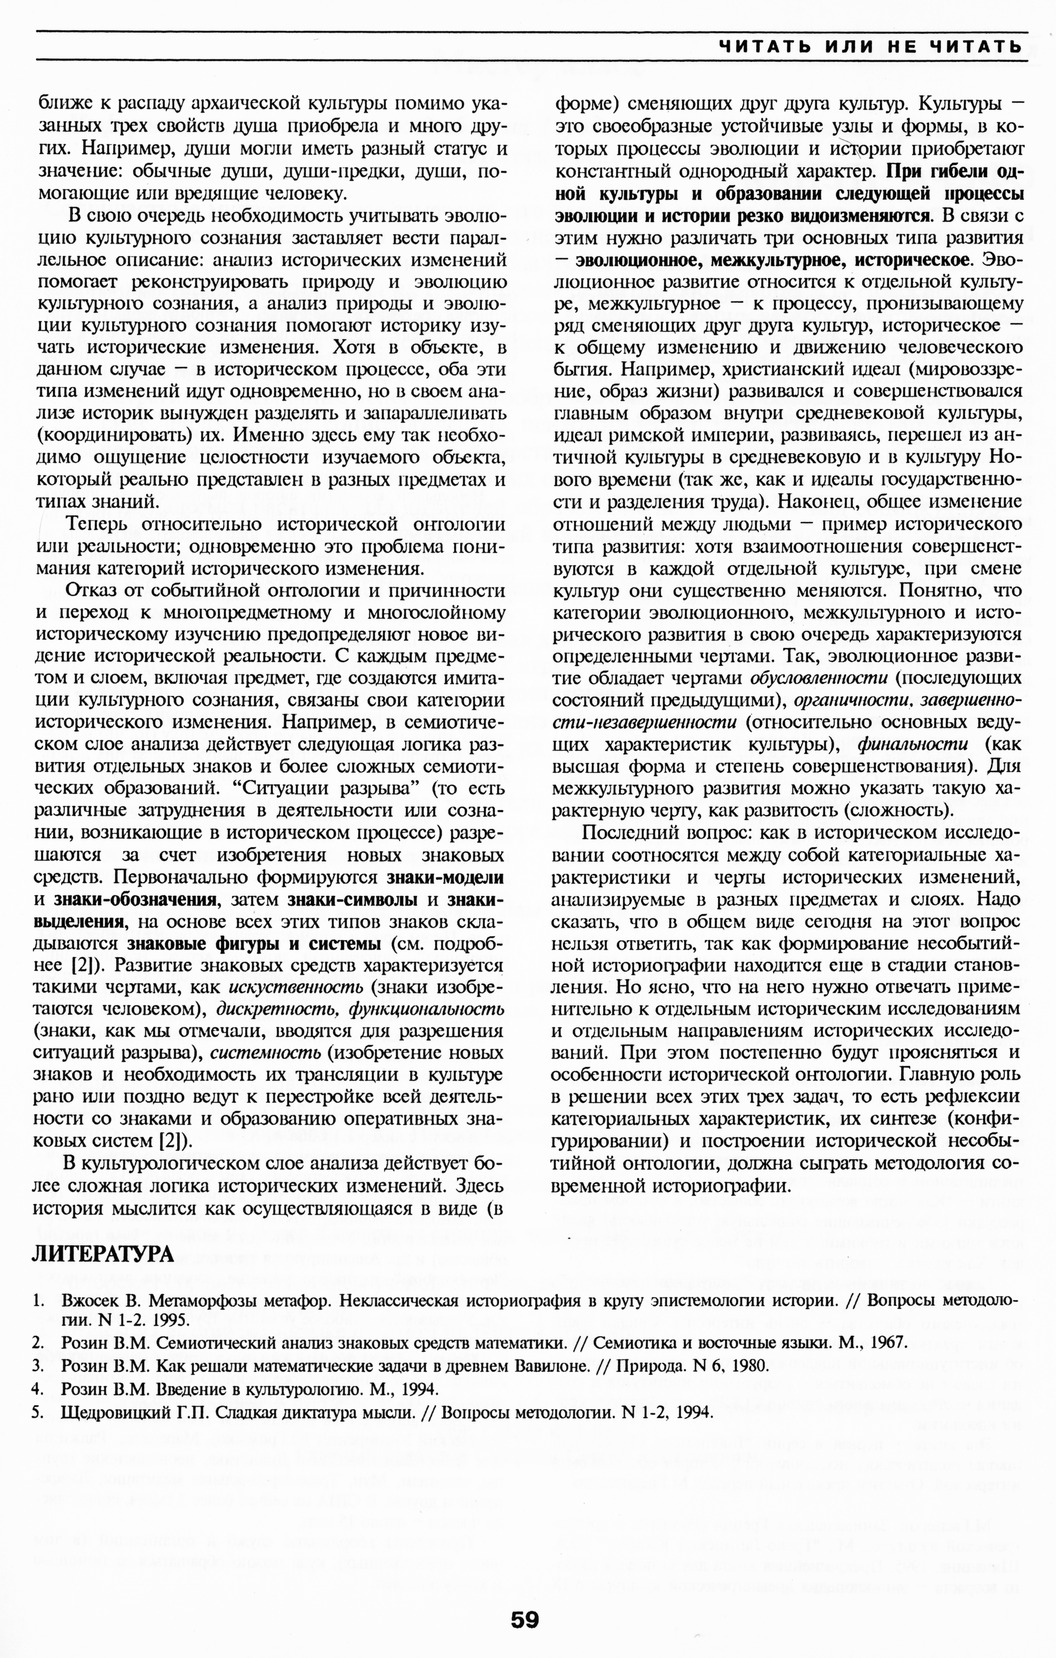 ЧИТАТЬ ИЛИ НЕ ЧИТАТЬ
ближе к распаду архаической культуры помимо ука-
занных трех свойств душа приобрела и много дру-
гих. Например, души могли иметь разный статус и
значение: обычные души, души-предки, души, по-
могающие или вредящие человеку.
В свою очередь необходимость учитывать эволю-
цию культурного сознания заставляет вести парал-
лельное описание: анализ исторических изменений
помогает реконструировать природу и эволюцию
культурного сознания, а анализ природы и эволю-
ции культурного сознания помогают историку изу-
чать исторические изменения. Хотя в объекте, в
данном случае — в историческом процессе, оба эти
типа изменений идут одновременно, но в своем ана-
лизе историк вынужден разделять и запараллеливать
(координировать) их. Именно здесь ему так необхо-
димо ощущение целостности изучаемого объекта,
который реально представлен в разных предметах и
типах знаний.
Теперь относительно исторической онтологии
или реальности; одновременно это проблема пони-
мания категорий исторического изменения.
Отказ от событийной онтологии и причинности
и переход к многопредметному и многослойному
историческому изучению предопределяют новое ви-
дение исторической реальности. С каждым предме-
том и слоем, включая предмет, где создаются имита-
ции культурного сознания, связаны свои категории
исторического изменения. Например, в семиотиче-
ском слое анализа действует следующая логика раз-
вития отдельных знаков и более сложных семиоти-
ческих образований. “Ситуации разрыва” (то есть
различные затруднения в деятельности или созна-
нии, возникающие в историческом процессе) разре-
шаются за счет изобретения новых знаковых
средств. Первоначально формируются знаки-модели
и знаки-обозначения, затем знаки-символы и знаки-
выделения, на основе всех этих типов знаков скла-
дываются знаковые фигуры и системы (см. подроб-
нее [2]). Развитие знаковых средств характеризуется
такими чертами, как искуственность (знаки изобре-
таются человеком), дискретность, функциональность
(знаки, как мы отмечали, вводятся для разрешения
ситуаций разрыва), системность (изобретение новых
знаков и необходимость их трансляции в культуре
рано или поздно ведут к перестройке всей деятель-
ности со знаками и образованию оперативных зна-
ковых систем [2]).
В культурологическом слое анализа действует бо-
лее сложная логика исторических изменений. Здесь
история мыслится как осуществляющаяся в виде (в
форме) сменяющих друг друга культур. Культуры —
это своеобразные устойчивые узлы и формы, в ко-
торых процессы эволюции и истории приобретают
константный однородный характер. При гибели од-
ной культуры и образовании следующей процессы
эволюции и истории резко видоизменяются. В связи с
этим нужно различать три основных типа развития
— эволюционное, межкультурное, историческое. Эво-
люционное развитие относится к отдельной культу-
ре, межкультурное — к процессу, пронизывающему
ряд сменяющих друг друга культур, историческое —
к общему изменению и движению человеческого
бытия. Например, христианский идеал (мировоззре-
ние, образ жизни) развивался и совершенствовался
главным образом внутри средневековой культуры,
идеал римской империи, развиваясь, перешел из ан-
тичной культуры в средневековую и в культуру Но-
вого времени (так же, как и идеалы государственно-
сти и разделения труда). Наконец, общее изменение
отношений между людьми — пример исторического
типа развития: хотя взаимоотношения совершенст-
вуются в каждой отдельной культуре, при смене
культур они существенно меняются. Понятно, что
категории эволюционного, межкультурного и исто-
рического развития в свою очередь характеризуются
определенными чертами. Так, эволюционное разви-
тие обладает чертами обусловленности (последующих
состояний предыдущими), органичности, завершенно-
сти-незавершенности (относительно основных веду-
щих характеристик культуры), финальности (как
высшая форма и степень совершенствования). Для
межкультурного развития можно указать такую ха-
рактерную черту, как развитость (сложность).
Последний вопрос: как в историческом исследо-
вании соотносятся между собой категориальные ха-
рактеристики и черты исторических изменений,
анализируемые в разных предметах и слоях. Надо
сказать, что в общем виде сегодня на этот вопрос
нельзя ответить, так как формирование несобытий-
ной историографии находится еще в стадии станов-
ления. Но ясно, что на него нужно отвечать приме-
нительно к отдельным историческим исследованиям
и отдельным направлениям исторических исследо-
ваний. При этом постепенно будут проясняться и
особенности исторической онтологии. Главную роль
в решении всех этих трех задач, то есть рефлексии
категориальных характеристик, их синтезе (конфи-
гурировании) и построении исторической несобы-
тийной онтологии, должна сыграть методология со-
временной историографии.
ЛИТЕРАТУРА
1. Вжосек В. Метаморфозы метафор. Неклассическая историография в кругу эпистемологии истории. // Вопросы методоло-
гии. N 1-2. 1995.
2. Розин В.М. Семиотический анализ знаковых средств математики. // Семиотика и восточные языки. М., 1967.
3. Розин В.М. Как решали математические задачи в древнем Вавилоне. // Природа. N 6, 1980.
4. Розин В.М. Введение в культурологию. М., 1994.
5. Щедровицкий Г.П. Сладкая диктатура мысли. // Вопросы методологии. N 1-2, 1994.
59